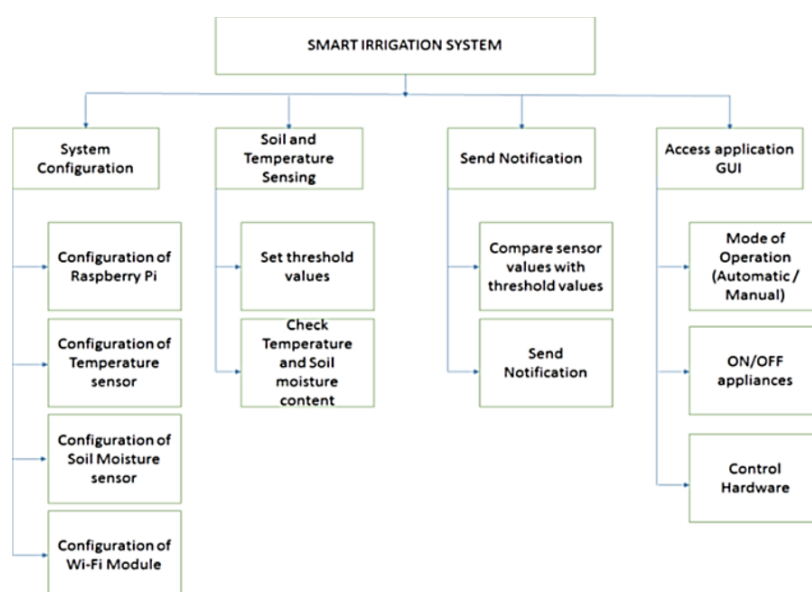 SMART IRRIGATION SYSTEM
System
Configuration
Soil and
Temperature
Sensing
Send Notification
Access application
GUI
Configuration of
Raspberry Pi
Configuration of
Temperature
sensor
Configuration of
Soil Moisture
sensor
Configuration of
Wi-Fi Module
Set threshold
values
Check
Temperature
and Soil
moisture
content
Compare sensor
values with
threshold values
Send
Notification
Mode of
Operation
(Automatic /
Manual)
ON/OFF
appliances
Control
Hardware